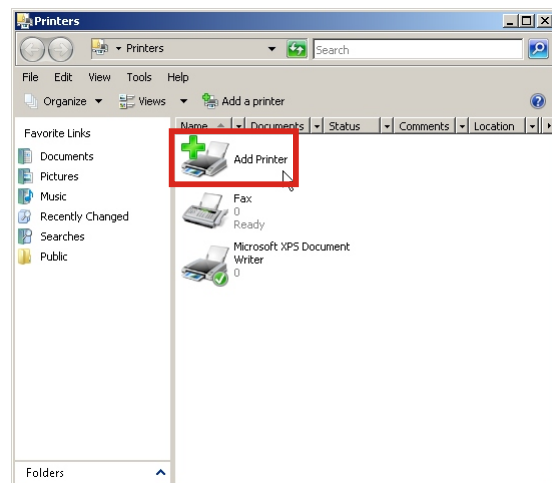 Printers
Printers
Search
File Edit View Tools Help
Organize Views Add a printer
Favorite Links
Documents
Pictures
Music
Recently Changed
Searches
Public
Folders
Name Documents Status Comments Location
Add Printer
Fax
0
Ready
Microsoft XPS Document
Writer
0